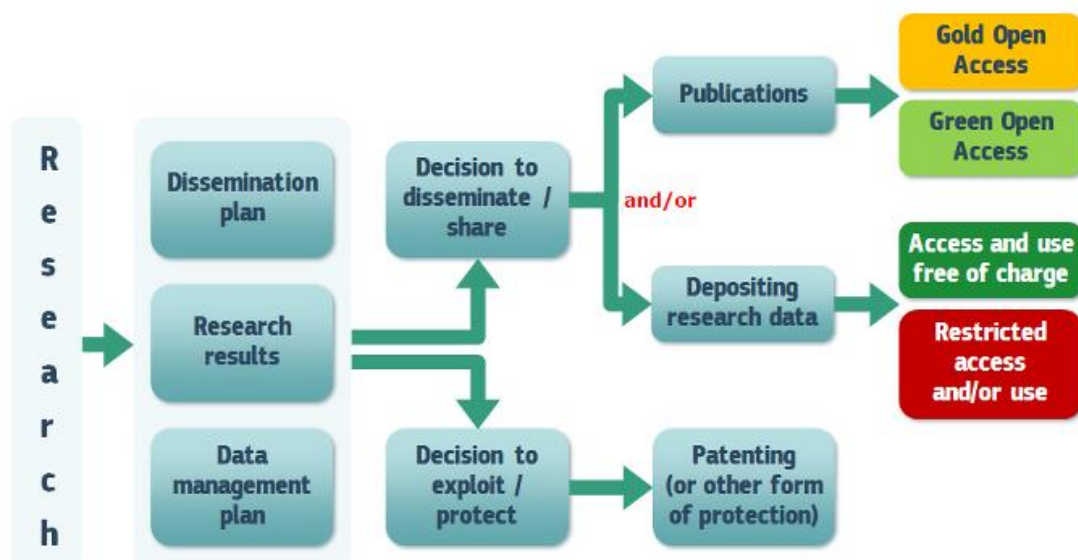 Research
Dissemination
plan
Research
results
Data
management
plan
Decision to
disseminate /
share
Decision to
exploit /
protect
and/or
Publications
Depositing
research data
Patenting
(or other form
of protection)
Gold Open
Access
Green Open
Access
Access and use
free of charge
Restricted
access
and/or use